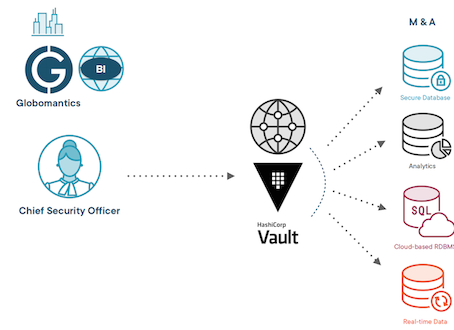 M & A
BI
Globomantics
Secure Database
Chief Security Officer
HashiCorp
Vault
Analytics
SQL
Cloud-based RDBMS
Real-time Data